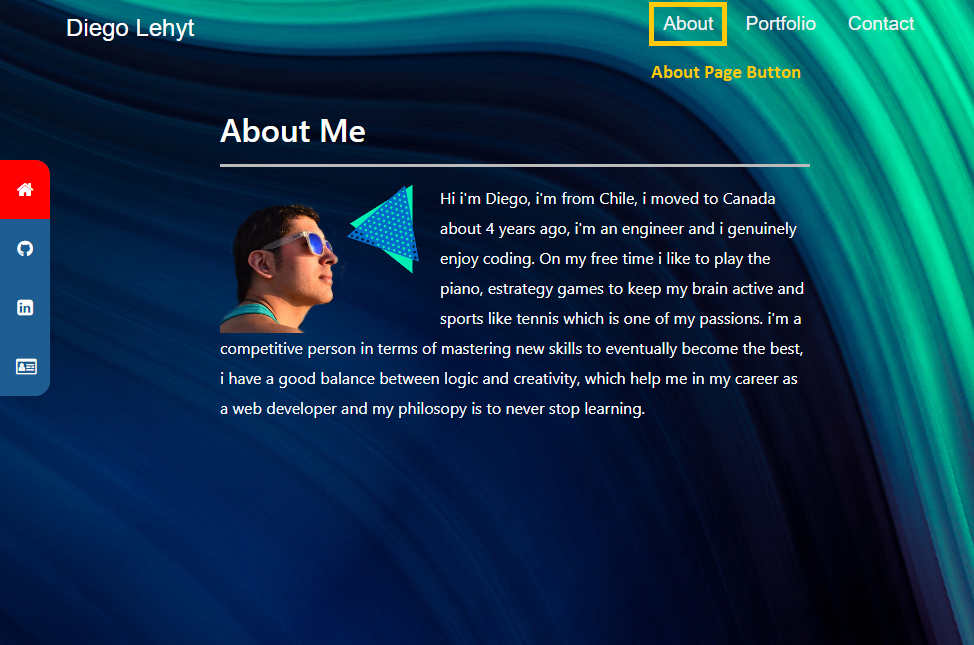 Diego Lehyt
About Portfolio Contact
About Page Button
About Me
Hi i'm Diego, i'm from Chile, i moved to Canada
about 4 years ago, i'm an engineer and i genuinely
enjoy coding. On my free time i like to play the
piano, estrategy games to keep my brain active and
sports like tennis which is one of my passions. i'm a
competitive person in terms of mastering new skills to eventually become the best,
i have a good balance between logic and creativity, which help me in my career as
a web developer and my philosopy is to never stop learning.
in